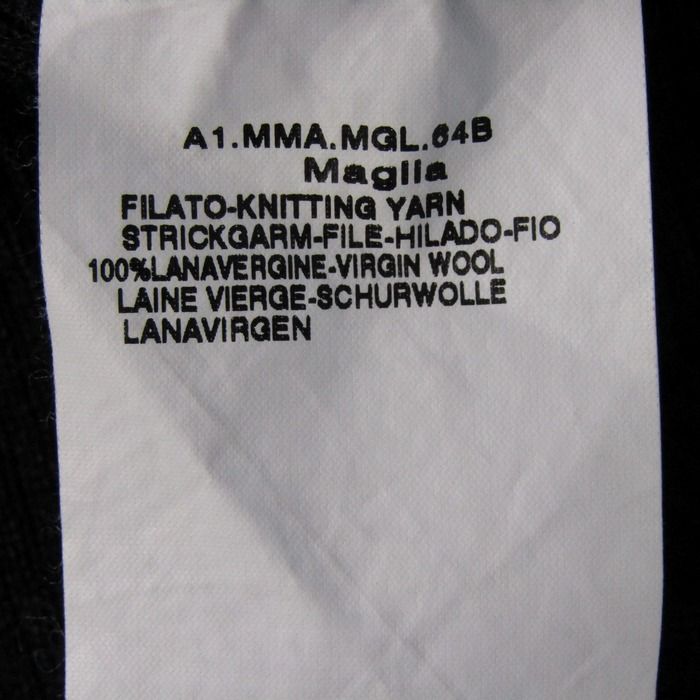 A1.MMA.MGL.64B
Maglia
FILATO-KNITTING YARN
STRICKGARM-FILE-HILADO-FIO
100%LANAVERGINE-VIRGIN WOOL
LAINE VIERGE-SCHURWOLLE
LANAVIRGEN